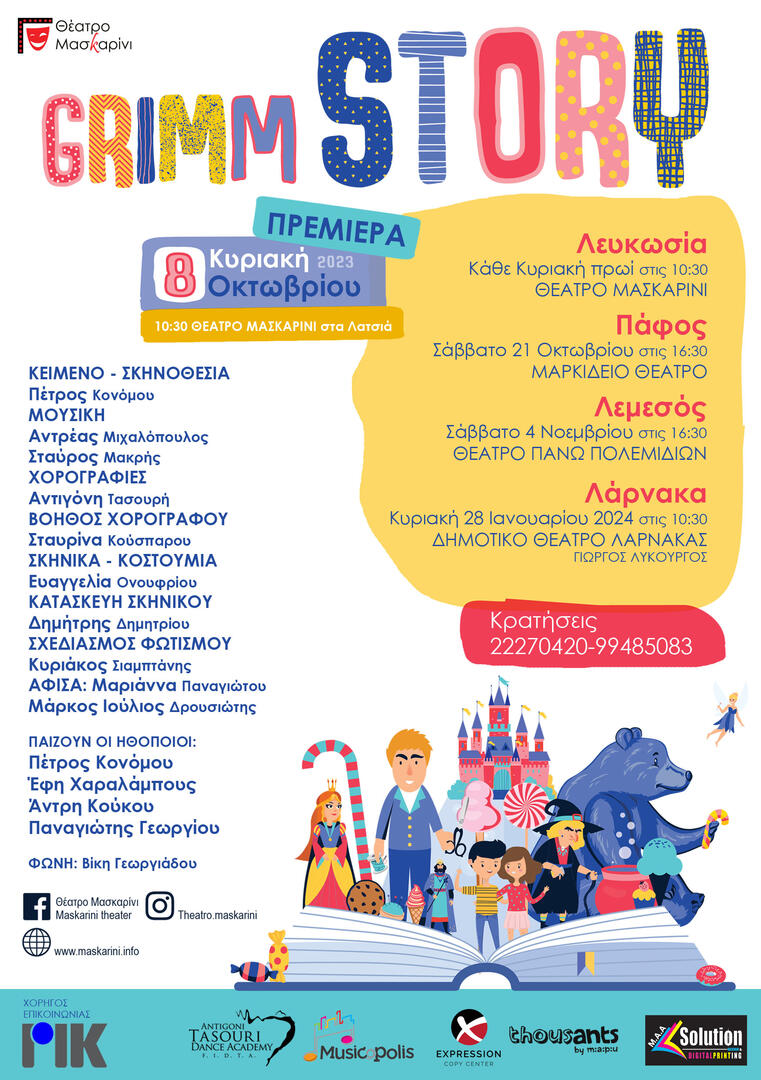 Θέατρο
Μασκαρίνι
GRIMM STORY
ΠΡΕΜΙΕΡΑ
8 Κυριακή 2023
Οκτωβρίου
10:30 ΘΕΑΤΡΟ ΜΑΣΚΑΡΙΝΙ στα Λατσιά
Λευκωσία
Κάθε Κυριακή πρωί στις 10:30
ΘΕΑΤΡΟ ΜΑΣΚΑΡΙΝΙ
Πάφος
Σάββατο 21 Οκτωβρίου στις 16:30
ΜΑΡΚΙΔΕΙΟ ΘΕΑΤΡΟ
Λεμεσός
Σάββατο 4 Νοεμβρίου στις 16:30
ΘΕΑΤΡΟ ΠΑΝΩ ΠΟΛΕΜΙΔΙΩΝ
Λάρνακα
Κυριακή 28 Ιανουαρίου 2024 στις 10:30
ΔΗΜΟΤΙΚΟ ΘΕΑΤΡΟ ΛΑΡΝΑΚΑΣ
ΓΙΩΡΓΟΣ ΛΥΚΟΥΡΓΟΣ
Κρατήσεις
22270420-99485083
ΚΕΙΜΕΝΟ - ΣΚΗΝΟΘΕΣΙΑ
Πέτρος Κονόμου
ΜΟΥΣΙΚΗ
Αντρέας Μιχαλόπουλος
Σταύρος Μακρής
ΧΟΡΟΓΡΑΦΙΕΣ
Αντιγόνη Τασουρή
ΒΟΗΘΟΣ ΧΟΡΟΓΡΑΦΟΥ
Σταυρίνα Κούσπαρου
ΣΚΗΝΙΚΑ - ΚΟΣΤΟΥΜΙΑ
Ευαγγελία Ονουφρίου
ΚΑΤΑΣΚΕΥΗ ΣΚΗΝΙΚΟΥ
Δημήτρης Δημητρίου
ΣΧΕΔΙΑΣΜΟΣ ΦΩΤΙΣΜΟΥ
Κυριάκος Σιαμπτάνης
ΑΦΙΣΑ: Μαριάννα Παναγιώτου
Μάρκος Ιούλιος Δρουσιώτης
ΠΑΙΖΟΥΝ ΟΙ ΗΘΟΠΟΙΟΙ:
Πέτρος Κονόμου
Έφη Χαραλάμπους
Άντρη Κούκου
Παναγιώτης Γεωργίου
ΦΩΝΗ: Βίκη Γεωργιάδου
Θέατρο Μασκαρίνι
Maskarini theater
Theatro.maskarini
www.maskarini.info
ΧΟΡΗΓΟΣ
ΕΠΙΚΟΙΝΩΝΙΑΣ
ΡΙΚ
ANTIGONI
TASOURI
DANCE ACADEMY
F. I. D. T. A.
Musicopolis
EXPRESSION
COPY CENTER
thousants
by m:a:p:u
M.A.A
Solution
DIGITALPRINTING